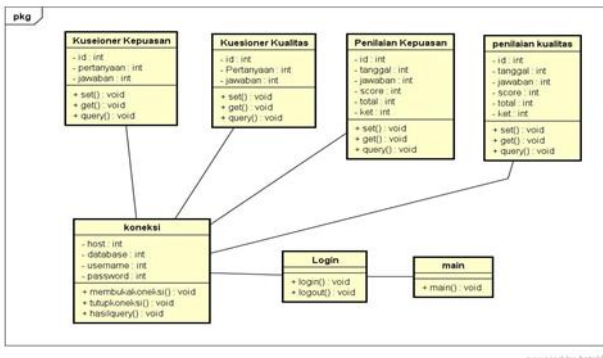 pkg
Kuseioner Kepuasan
- id : int
- pertanyaan : int
- jawaban : int
+ set() : void
+ get() : void
+ query() : void
Kuesioner Kualitas
- id : int
- Pertanyaan : int
- jawaban : int
+ set() : void
+ get() : void
+ query() : void
Penilaian Kepuasan
- id : int
- tanggal : int
- jawaban : int
- score : int
- total : int
- ket : int
+ set() : void
+ get() : void
+ query() : void
penilaian kualitas
- id : int
- tanggal : int
- jawaban : int
- score : int
- total : int
- ket : int
+ set() : void
+ get() : void
+ query() : void
koneksi
- host : int
- database : int
- username : int
- password : int
+ membukakoneksi() : void
+ tutupkoneksi() : void
+ hasilquery() : void
Login
+ login() : void
+ logout() : void
main
+ main() : void